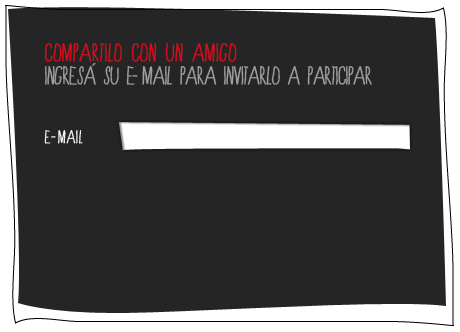 COMPARTILO CON UN AMIGO
INGRESÁ SU E-MAIL PARA INVITARLO A PARTICIPAR
E-MAIL